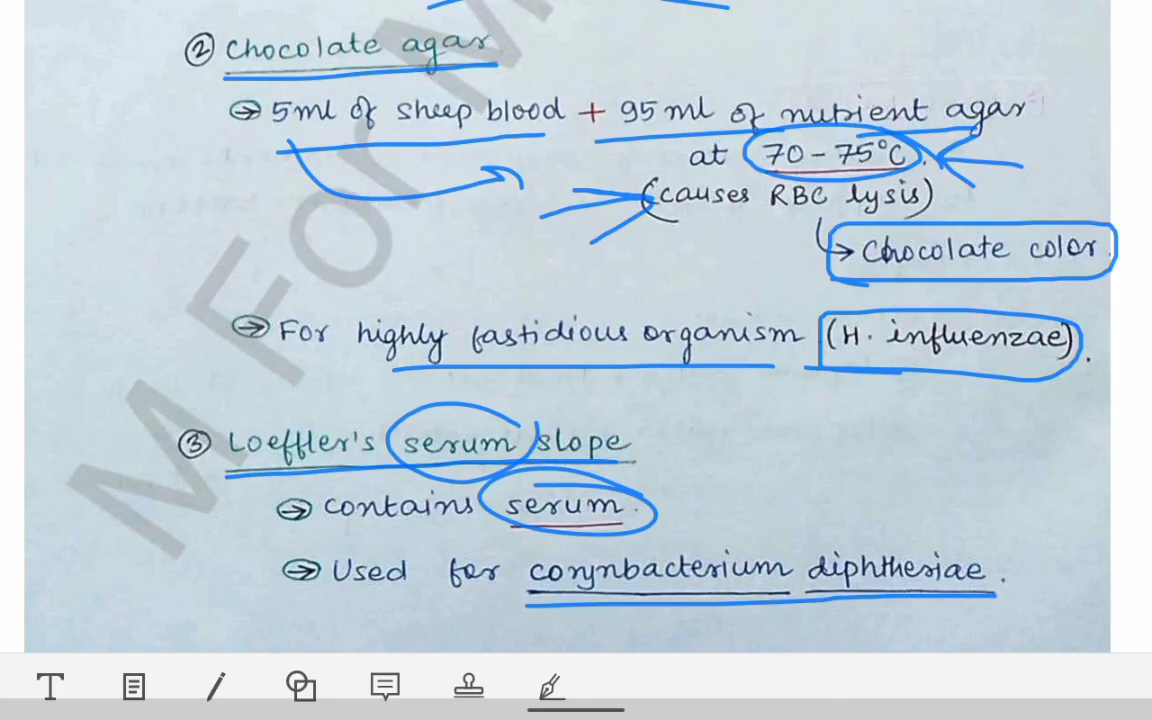 ② Chocolate agar
→ 5ml of sheep blood + 95 ml of nutrient agar
at 70-75°C.
(causes RBC lysis)
↳ Chocolate color.
→ For highly fastidious organism (H. influenzae).
③ Loeffler's serum slope
→ contains serum.
→ Used for corynbacterium diphtheriae.
M FOr M
T